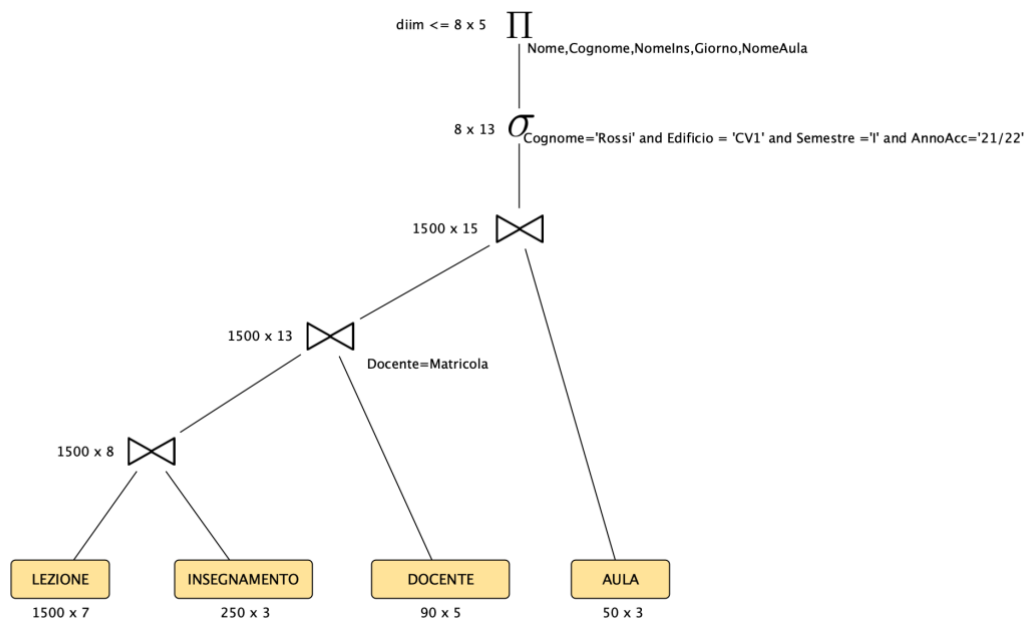 diim <= 8 x 5 ∏
Nome,Cognome,NomeIns,Giorno,NomeAula
8 x 13 σ
Cognome='Rossi' and Edificio = 'CV1' and Semestre ='I' and AnnoAcc='21/22'
1500 x 15 ⋈
1500 x 13 ⋈
Docente=Matricola
1500 x 8 ⋈
LEZIONE INSEGNAMENTO DOCENTE AULA
1500 x 7 250 x 3 90 x 5 50 x 3